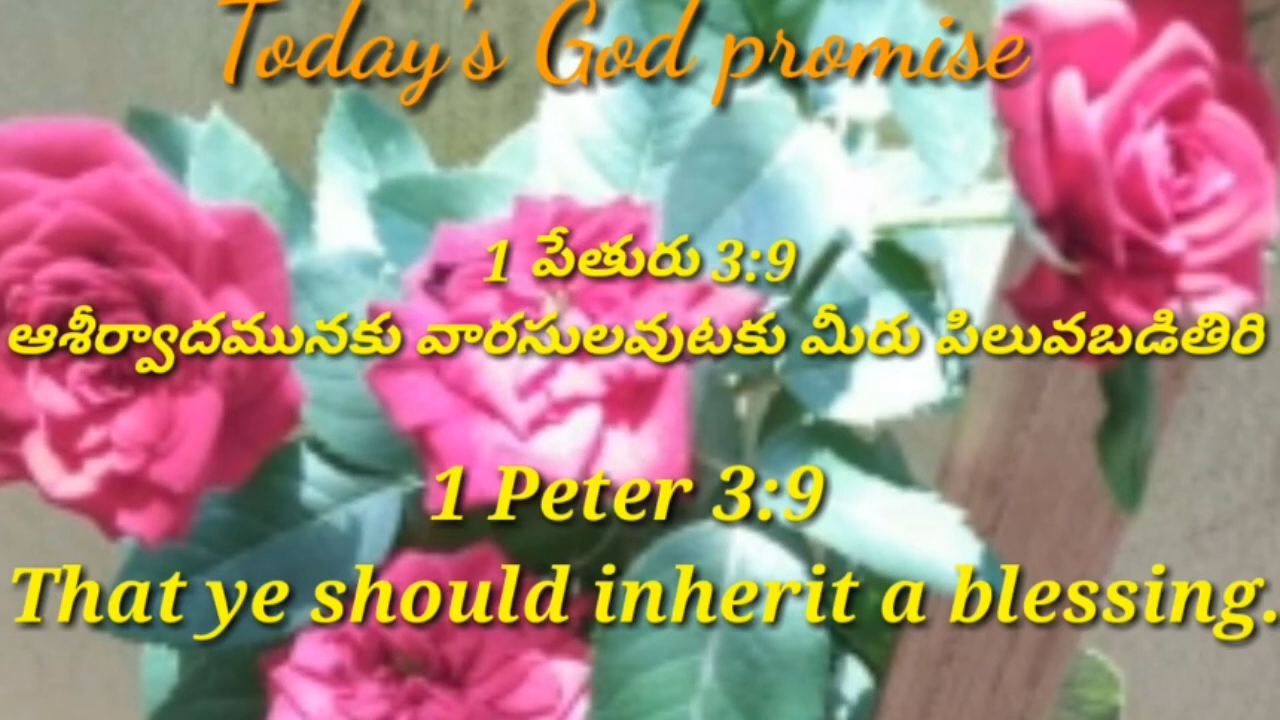 Today's God promise
1 పేతురు 3:9
ఆశీర్వాదమునకు వారసులవుటకు మీరు పిలువబడితిరి
1 Peter 3:9
That ye should inherit a blessing.